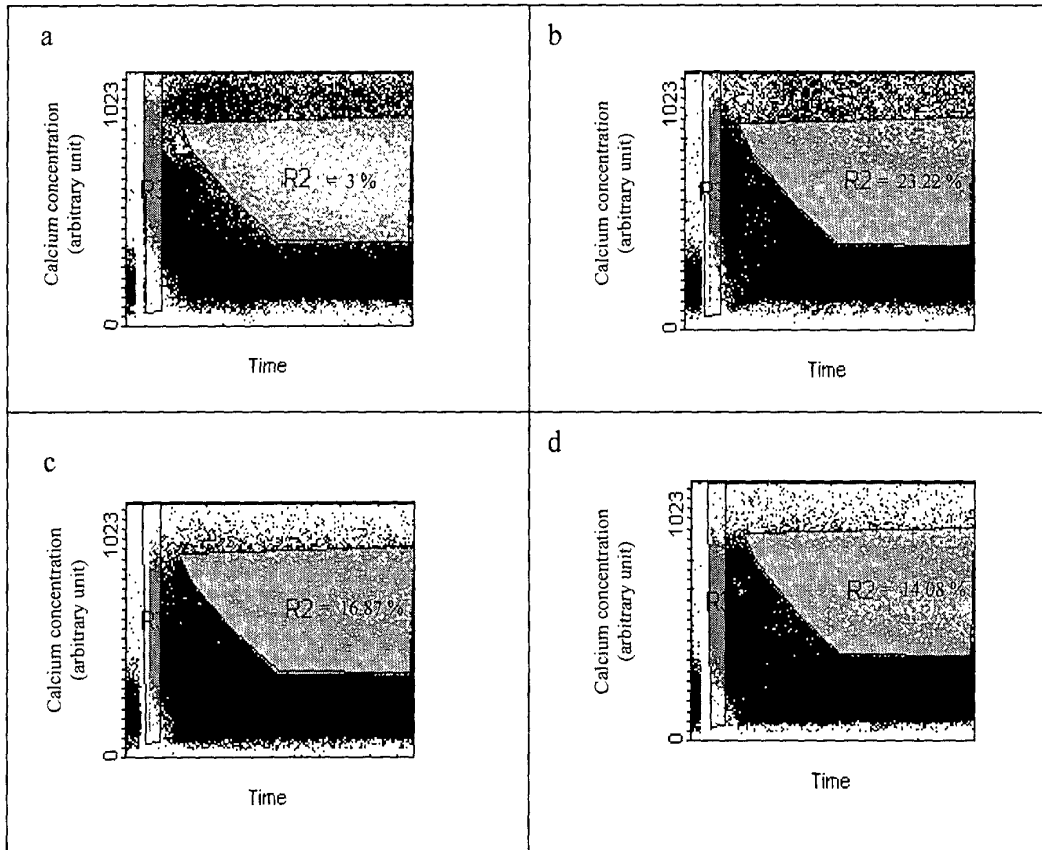 a
Calcium concentration
(arbitrary unit)
1023
0
R
R2 = 3 %
Time
b
Calcium concentration
(arbitrary unit)
1023
0
R
R2 = 23.22 %
Time
c
Calcium concentration
(arbitrary unit)
1023
0
R
R2 = 16.87 %
Time
d
Calcium concentration
(arbitrary unit)
1023
0
R
R2 = 14.08 %
Time